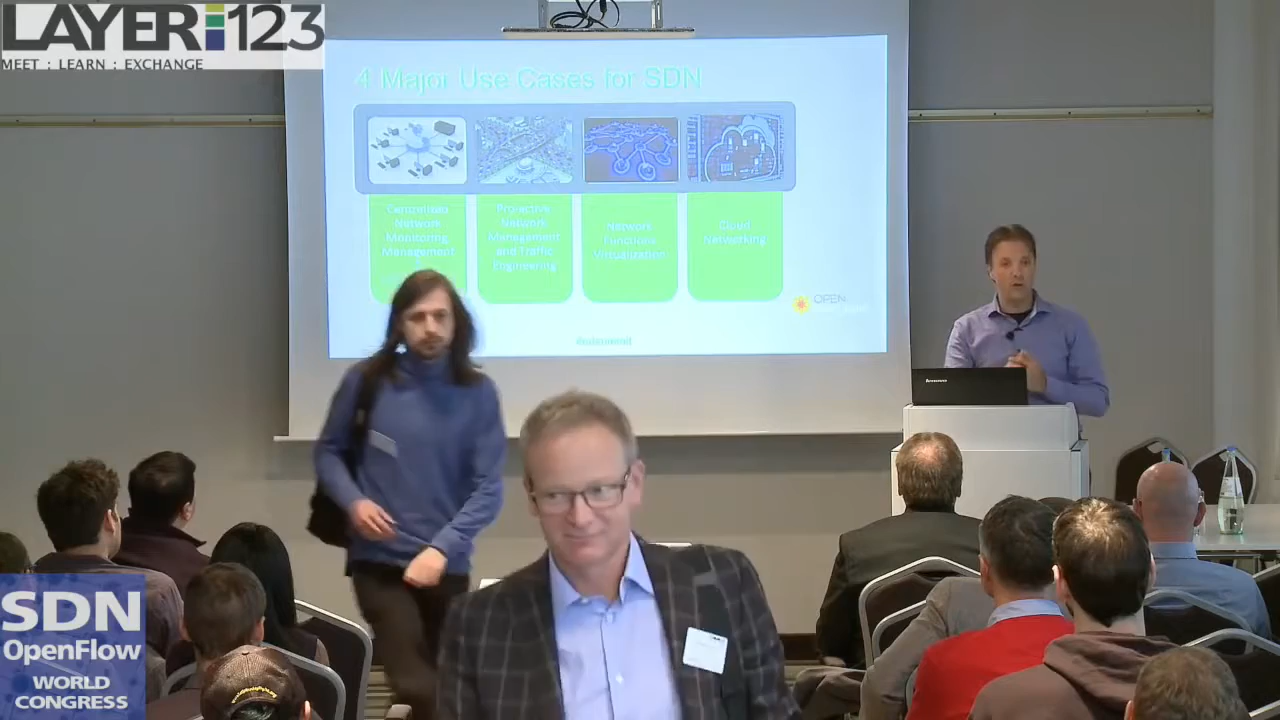 LAYER123
MEET : LEARN : EXCHANGE
4 Major Use Cases for SDN
Centralized
Network
Monitoring
Management
Proactive
Network
Management
and Traffic
Engineering
Network
Functions
Virtualization
Cloud
Networking
OPEN
lenovo
SDN
OpenFlow
WORLD
CONGRESS